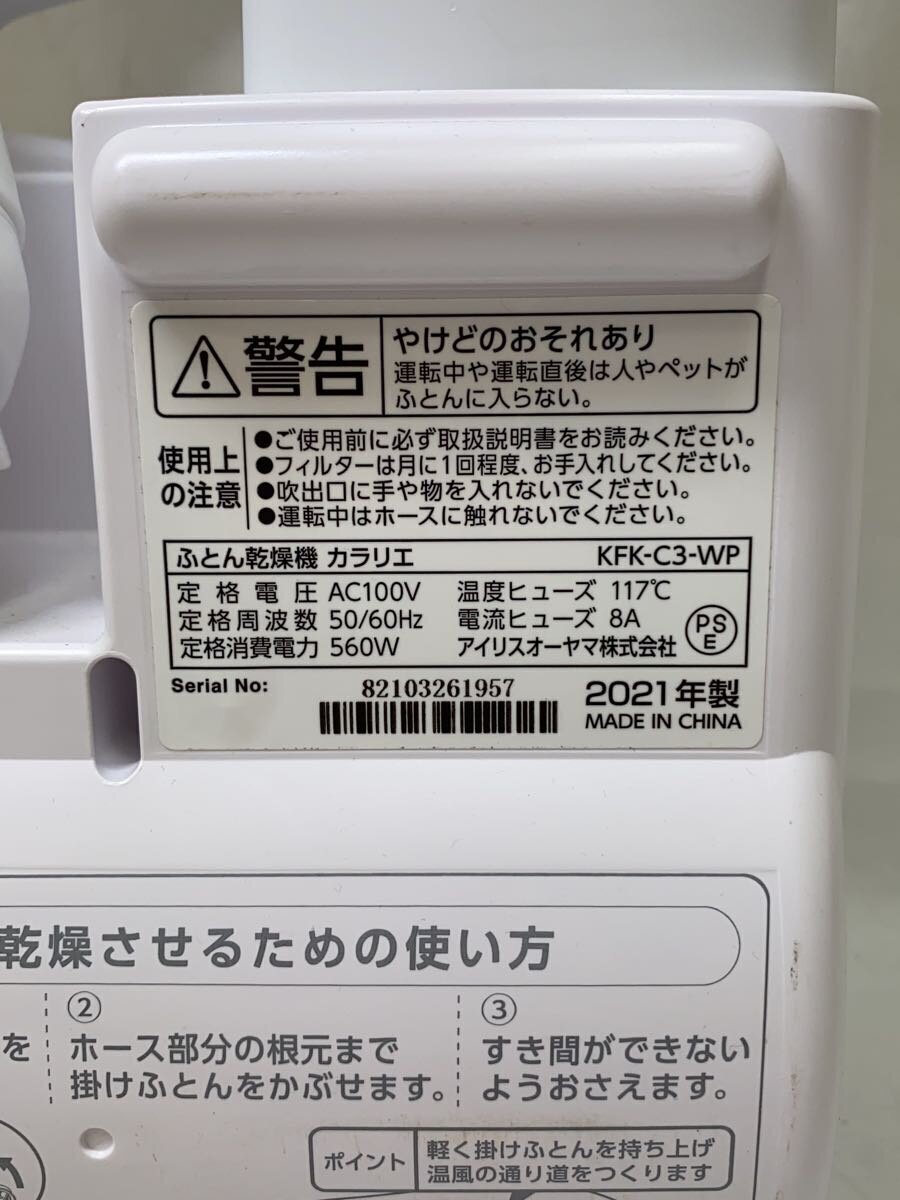 警告
やけどのおそれあり
運転中や運転直後は人やペットが
ふとんに入らない。
使用上
の注意
●ご使用前に必ず取扱説明書をお読みください。
●フィルターは月に1回程度、お手入れしてください。
●吹出口に手や物を入れないでください。
●運転中はホースに触れないでください。
ふとん乾燥機 カラリエ KFK-C3-WP
定格電圧 AC100V 温度ヒューズ 117℃
定格周波数 50/60Hz 電流ヒューズ 8A
定格消費電力 560W アイリスオーヤマ株式会社
PSE
Serial No: 82103261957 2021年製
MADE IN CHINA
乾燥させるための使い方
を
②
ホース部分の根元まで
掛けふとんをかぶせます。
③
すき間ができない
ようおさえます。
ポイント
軽く掛けふとんを持ち上げ
温風の通り道をつくります